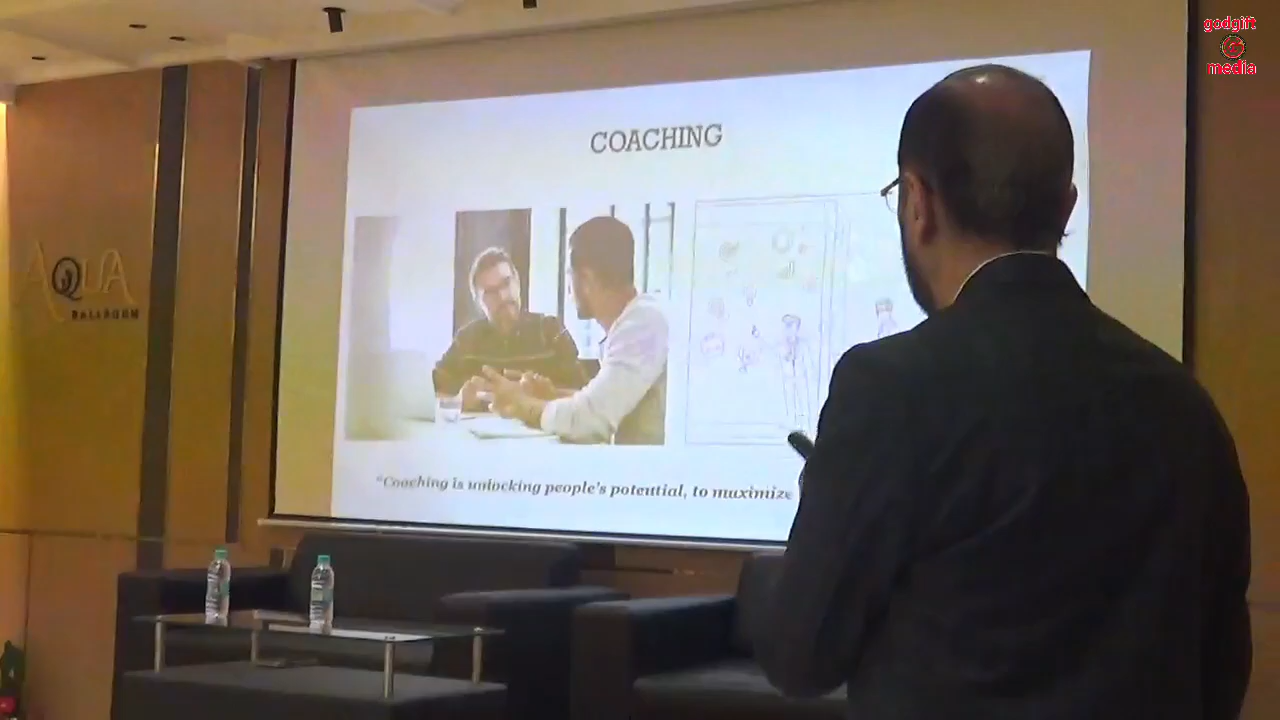 godgift
media
COACHING
AQUA
BALLROOM
"Coaching is unlocking people's potential, to maximize